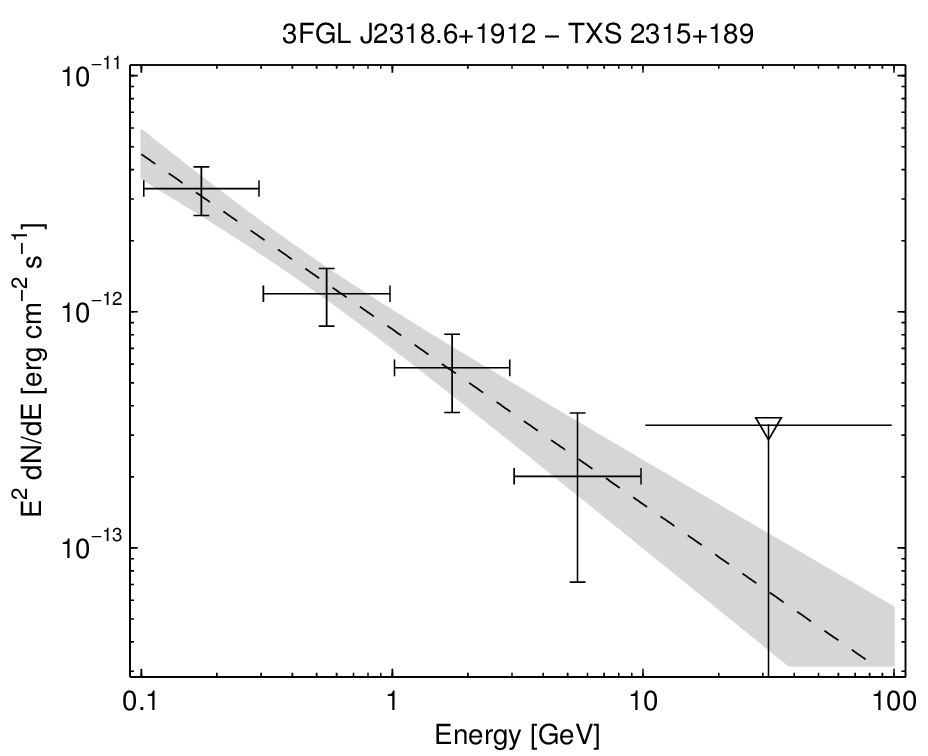 3FGL J2318.6+1912 − TXS 2315+189
10⁻¹¹
10⁻¹²
10⁻¹³
E² dN/dE [erg cm⁻² s⁻¹]
0.1 1 10 100
Energy [GeV]